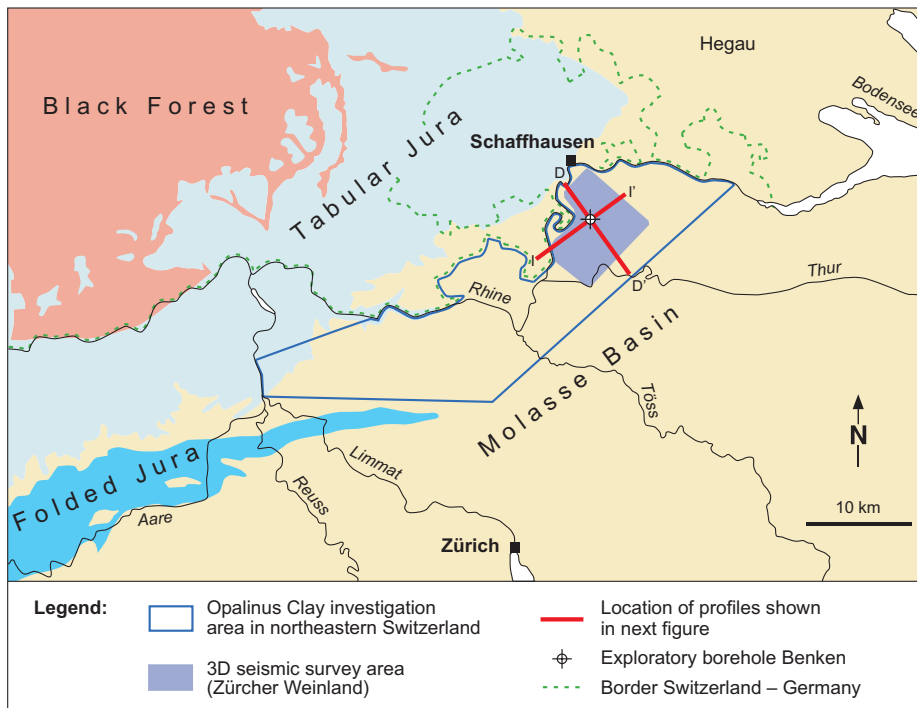 Hegau
Black Forest
Bodensee
Tabular Jura
Schaffhausen
D
I'
I
D'
Thur
Rhine
Molasse Basin
Töss
N
Folded Jura
Limmat
Reuss
Aare
10 km
Zürich
Legend:
Opalinus Clay investigation
area in northeastern Switzerland
3D seismic survey area
(Zürcher Weinland)
Location of profiles shown
in next figure
Exploratory borehole Benken
Border Switzerland – Germany